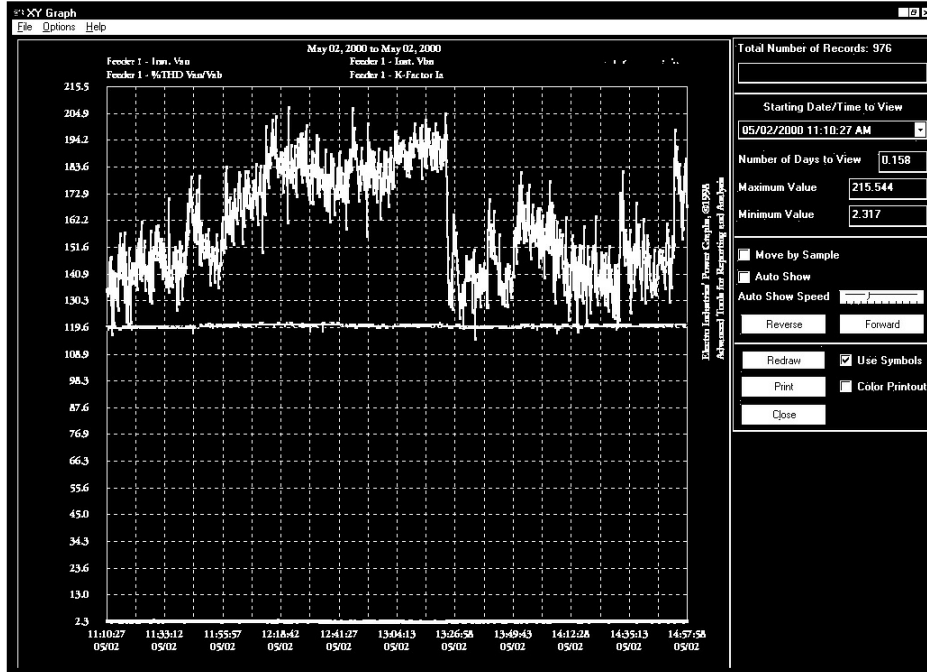 XY Graph
File Options Help
May 02, 2000 to May 02, 2000
Feeder 1 - Inst. Van
Feeder 1 - Inst. Vbn
Feeder 1 - %THD Van/Vab
Feeder 1 - K-Factor Ia
215.5
204.9
194.2
183.6
172.9
162.2
151.6
140.9
130.3
119.6
108.9
98.3
87.6
76.9
66.3
55.6
45.0
34.3
23.6
13.0
2.3
11:10:27 11:33:12 11:55:57 12:18:42 12:41:27 13:04:13 13:26:58 13:49:43 14:12:28 14:35:13 14:57:58
05/02 05/02 05/02 05/02 05/02 05/02 05/02 05/02 05/02 05/02 05/02
Electro Industries' Power Graphs, ©1998
Advanced Tools for Reporting and Analysis
Total Number of Records: 976
Starting Date/Time to View
05/02/2000 11:10:27 AM
Number of Days to View 0.158
Maximum Value 215.544
Minimum Value 2.317
Move by Sample
Auto Show
Auto Show Speed
Reverse Forward
Redraw Use Symbols
Print Color Printout
Close